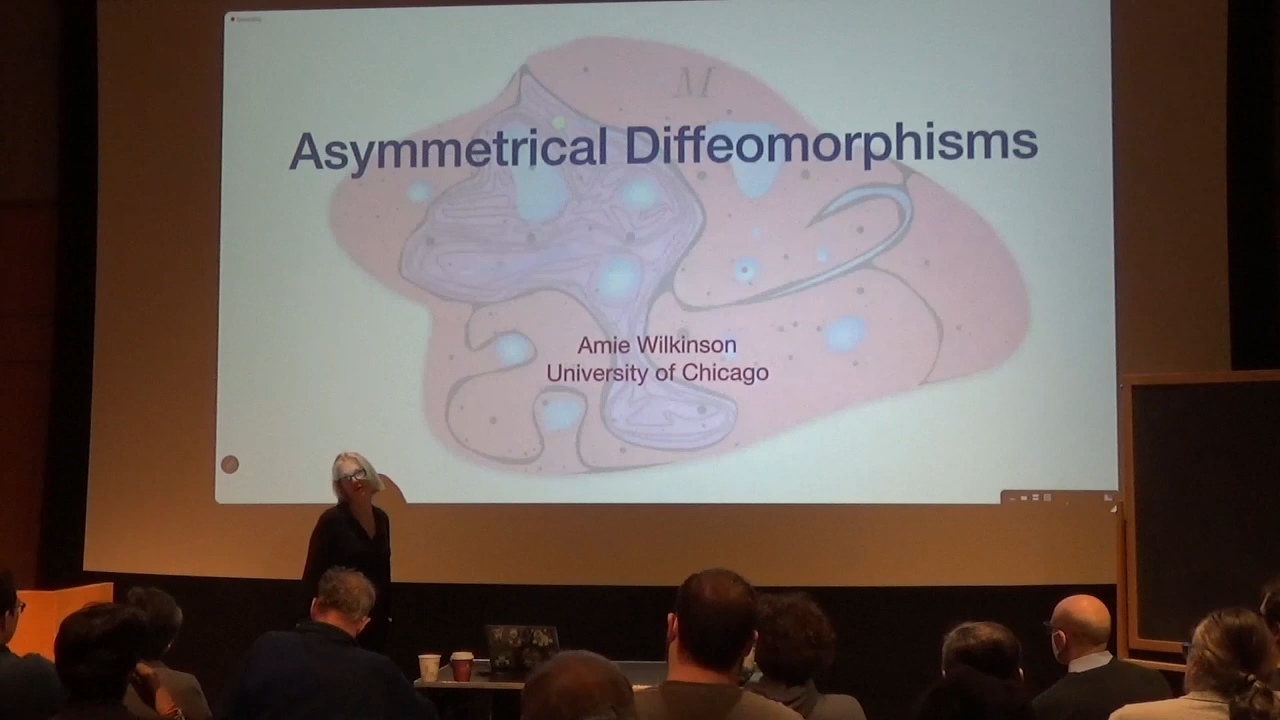 M
Asymmetrical Diffeomorphisms
Amie Wilkinson
University of Chicago